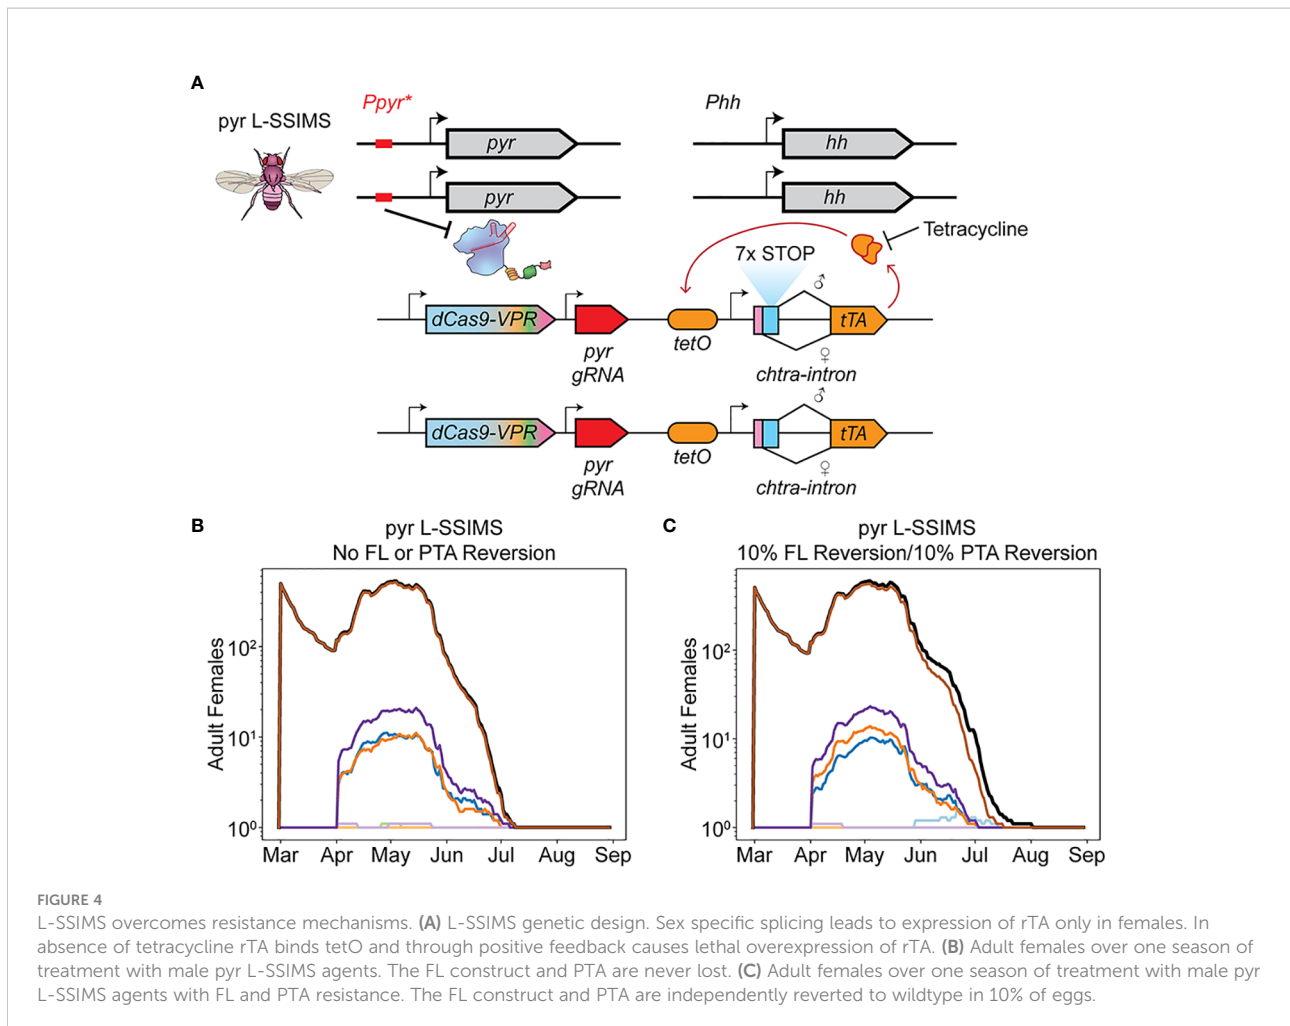 A
pyr L-SSIMS
Ppyr*
Phh
pyr
hh
pyr
hh
Tetracycline
7x STOP
♂
dCas9-VPR
tTA
pyr
gRNA
tetO
♀
chtra-intron
♂
dCas9-VPR
tTA
pyr
gRNA
tetO
♀
chtra-intron
B
pyr L-SSIMS
No FL or PTA Reversion
Adult Females
10²
10¹
10⁰
Mar Apr May Jun Jul Aug Sep
C
pyr L-SSIMS
10% FL Reversion/10% PTA Reversion
Adult Females
10²
10¹
10⁰
Mar Apr May Jun Jul Aug Sep
FIGURE 4
L-SSIMS overcomes resistance mechanisms. (A) L-SSIMS genetic design. Sex specific splicing leads to expression of rTA only in females. In
absence of tetracycline rTA binds tetO and through positive feedback causes lethal overexpression of rTA. (B) Adult females over one season of
treatment with male pyr L-SSIMS agents. The FL construct and PTA are never lost. (C) Adult females over one season of treatment with male pyr
L-SSIMS agents with FL and PTA resistance. The FL construct and PTA are independently reverted to wildtype in 10% of eggs.